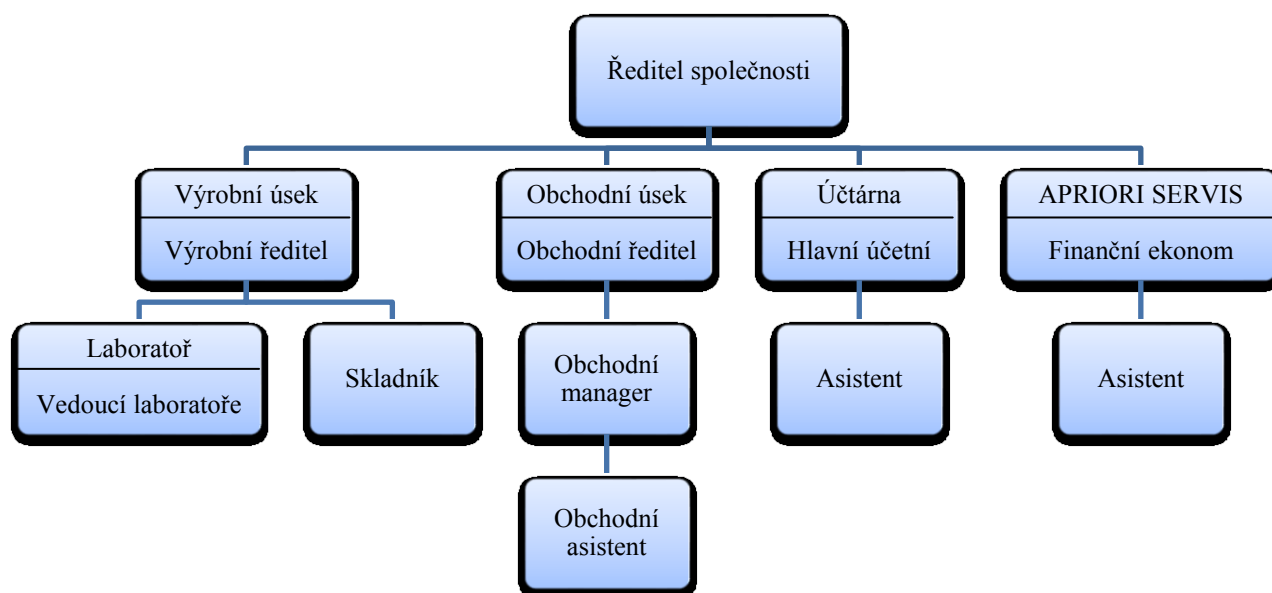 Ředitel společnosti
Výrobní úsek
Výrobní ředitel
Obchodní úsek
Obchodní ředitel
Účtárna
Hlavní účetní
APRIORI SERVIS
Finanční ekonom
Laboratoř
Vedoucí laboratoře
Skladník
Obchodní
manager
Asistent
Asistent
Obchodní
asistent